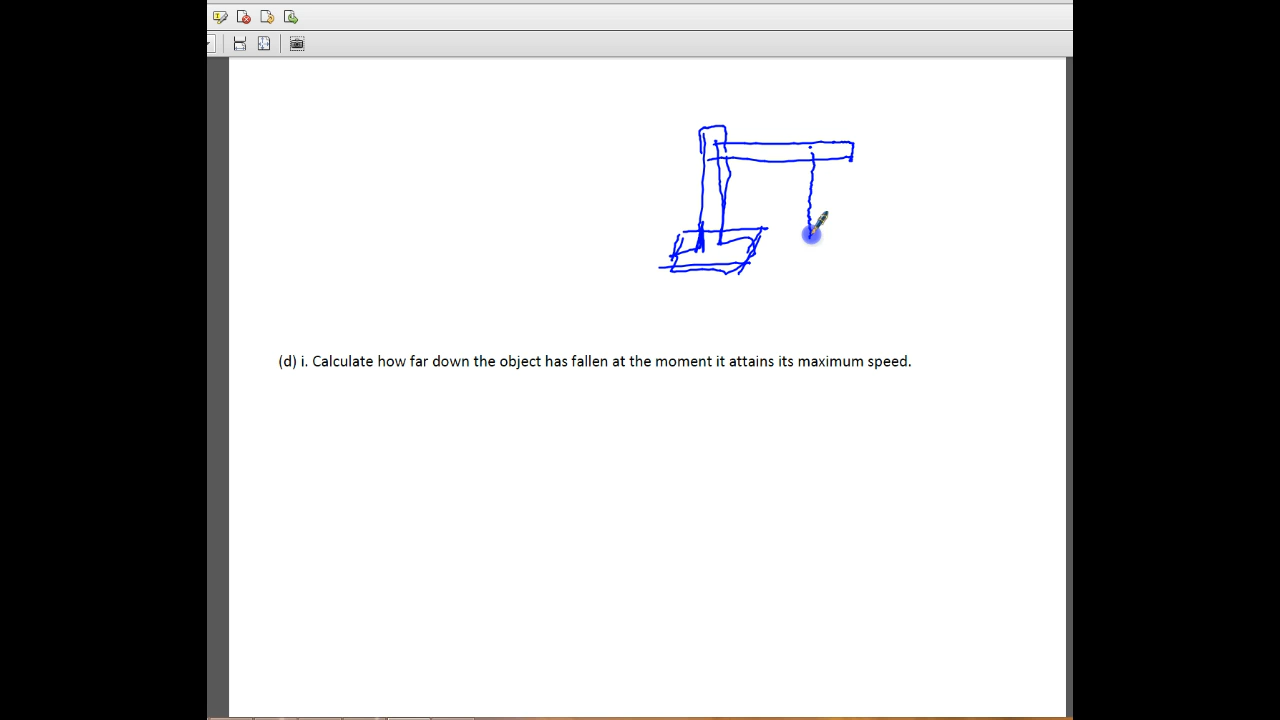 (d) i. Calculate how far down the object has fallen at the moment it attains its maximum speed.